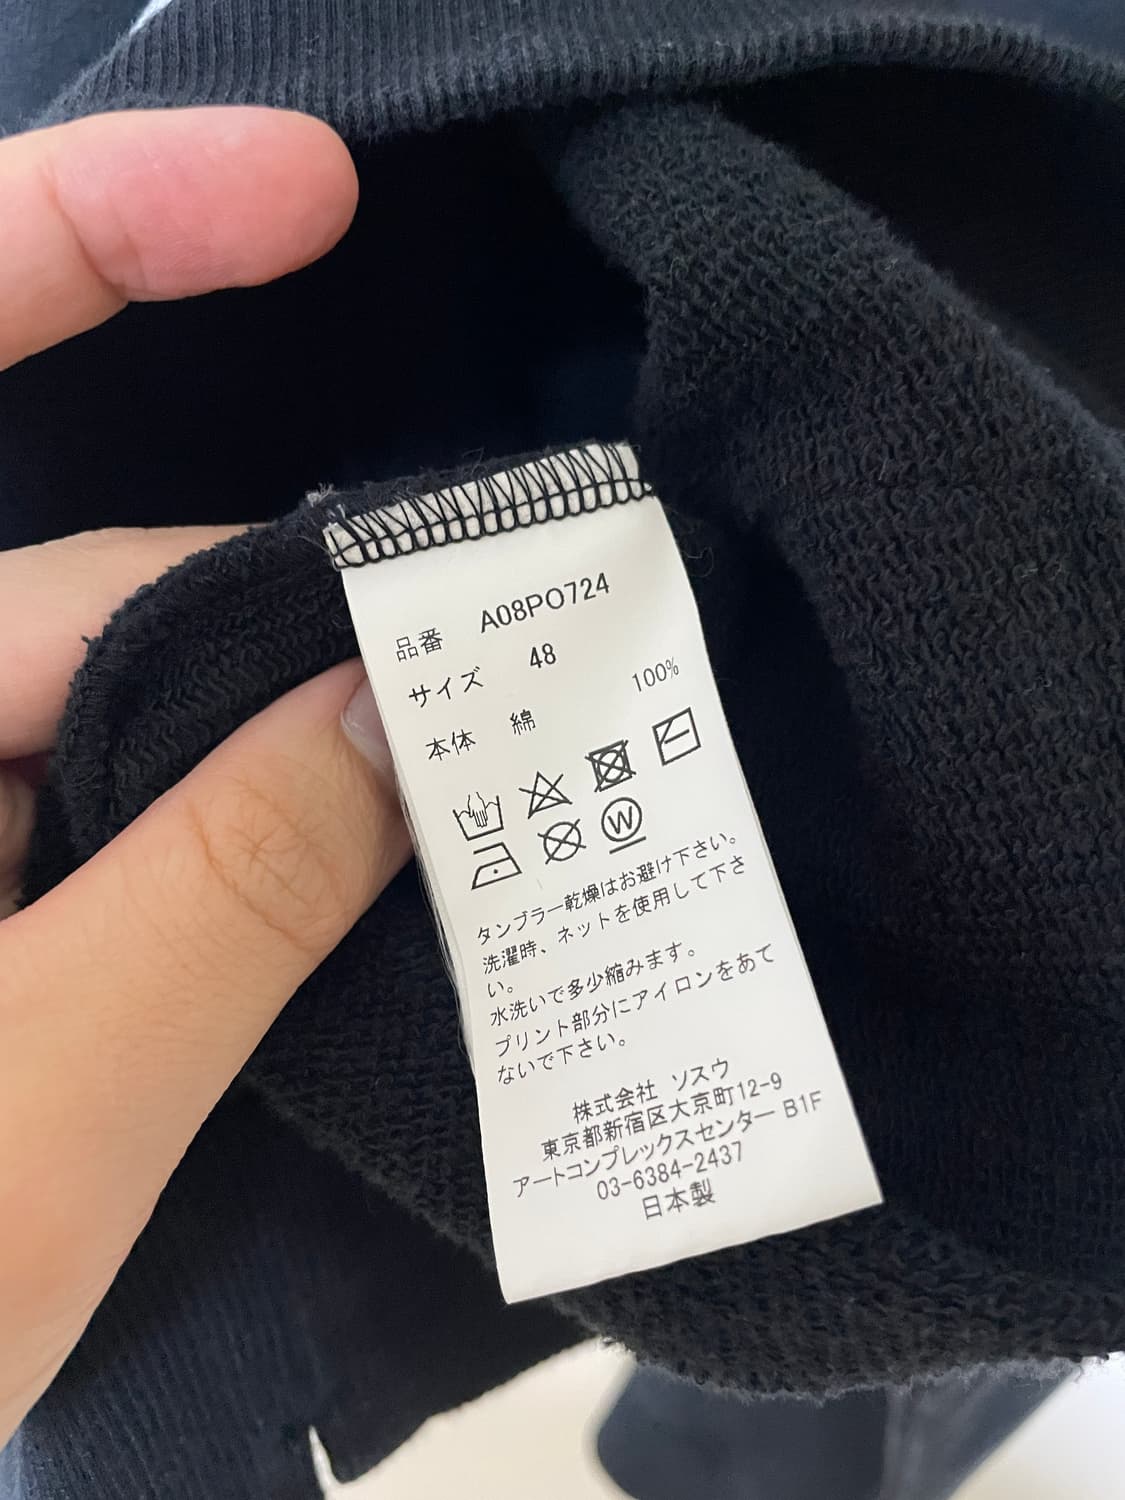 品番 A08PO724
サイズ 48
本体 綿 100%
W
タンブラー乾燥はお避け下さい。
洗濯時、ネットを使用して下さ
い。
水洗いで多少縮みます。
プリント部分にアイロンをあて
ないで下さい。
株式会社 ソスウ
東京都新宿区大京町12-9
アートコンプレックスセンター B1F
03-6384-2437
日本製